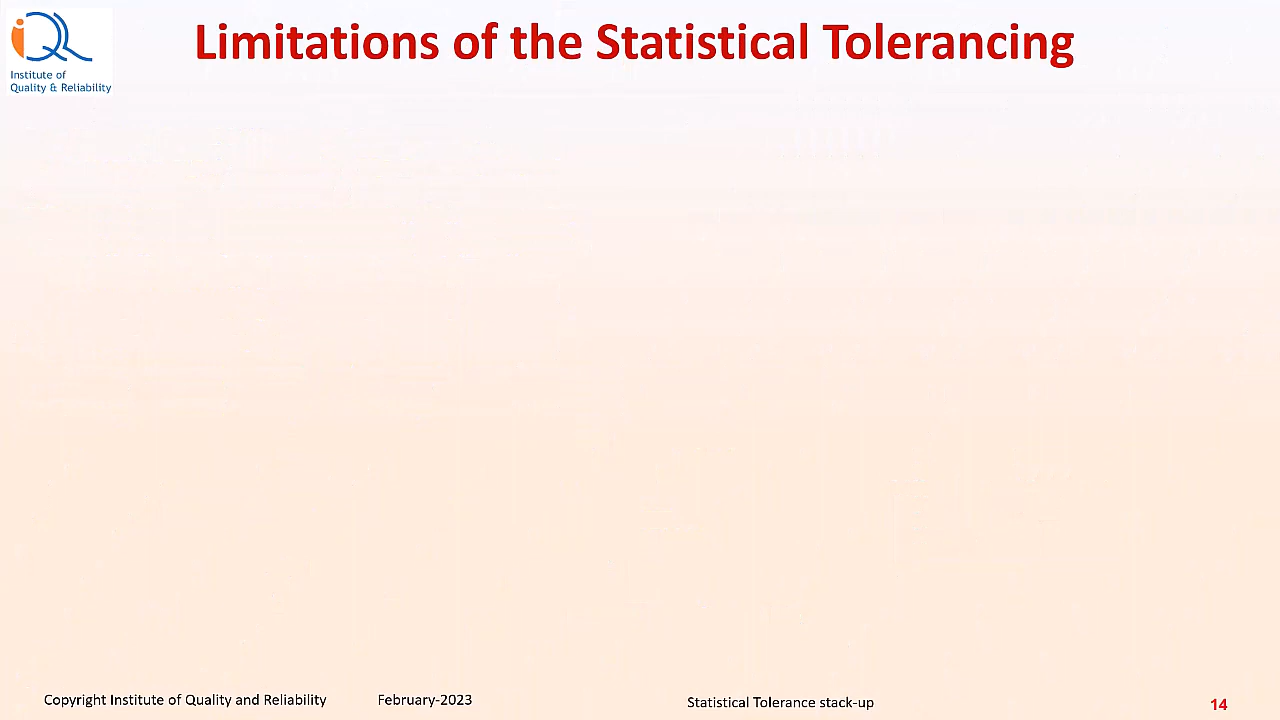 Limitations of the Statistical Tolerancing
iQR
Institute of
Quality & Reliability
Copyright Institute of Quality and Reliability
February-2023
Statistical Tolerance stack-up
14